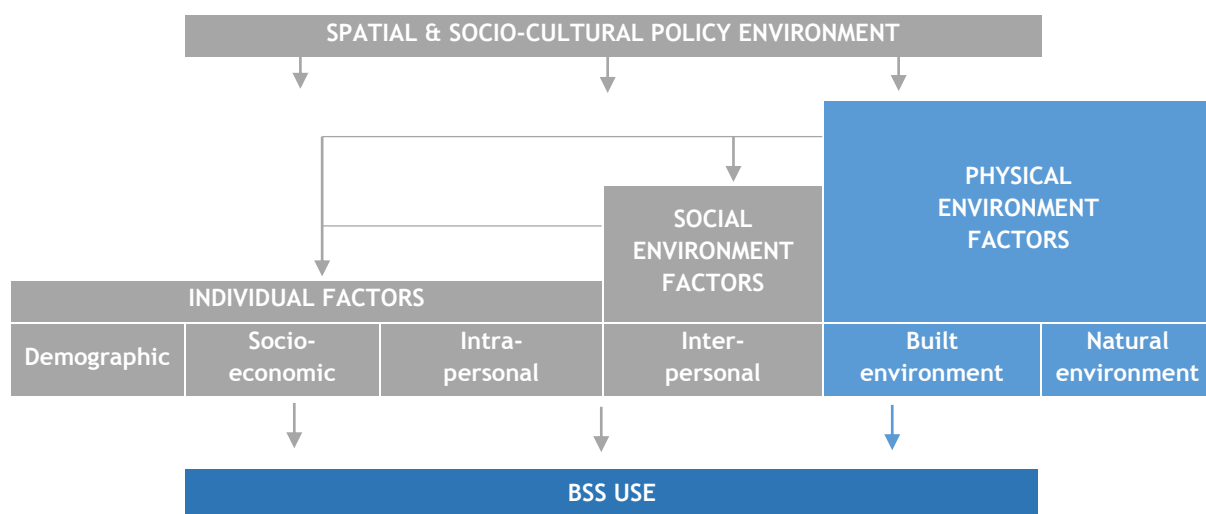 SPATIAL & SOCIO-CULTURAL POLICY ENVIRONMENT
PHYSICAL
ENVIRONMENT
FACTORS
SOCIAL
ENVIRONMENT
FACTORS
INDIVIDUAL FACTORS
Demographic
Socio-
economic
Intra-
personal
Inter-
personal
Built
environment
Natural
environment
BSS USE